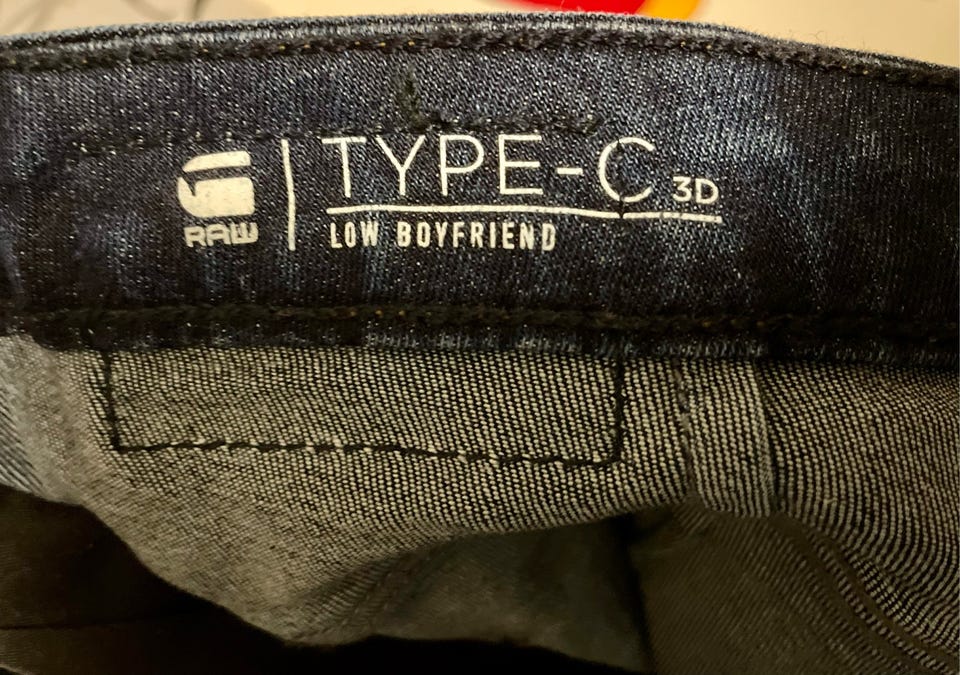 TYPE-C 3D
RAW
LOW BOYFRIEND